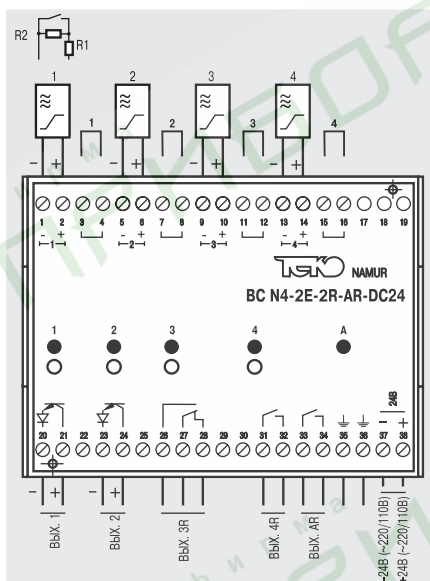 R2
R1
1 2 3 4
1 2 3 4
− + − + − + − +
1 2 3 4 5 6 7 8 9 10 11 12 13 14 15 16 17 18 19
− + − + − + − +
1 2 3 4
ТЕКО NAMUR
BC N4-2E-2R-AR-DC24
1 2 3 4 A
24В
− +
20 21 22 23 24 25 26 27 28 29 30 31 32 33 34 35 36 37 38
− + − +
ВЫХ. 1
ВЫХ. 2
ВЫХ. 3R
ВЫХ. 4R
ВЫХ. AR
-24В (~220/110В)
+24В (~220/110В)
фирма
ПРИБОР